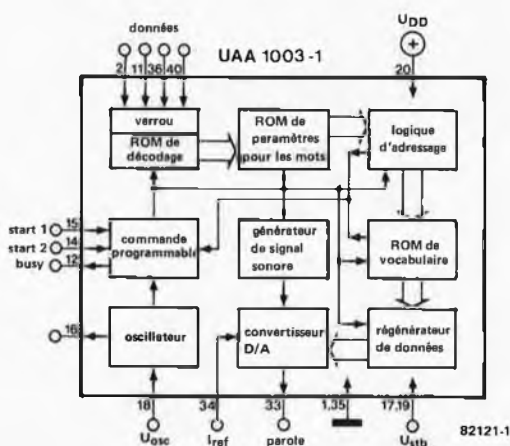 données
UDD
UAA 1003-1
2 11 36 40
20
verrou
ROM de
décodage
ROM de
paramètres
pour les mots
logique
d'adressage
start 1
15
start 2
14
busy
12
commande
programmable
générateur
de signal
sonore
ROM de
vocabulaire
16
oscillateur
convertisseur
D/A
régénérateur
de données
18
34
33
1,35
17,19
Uosc
Iref
parole
Ustb
82121-1